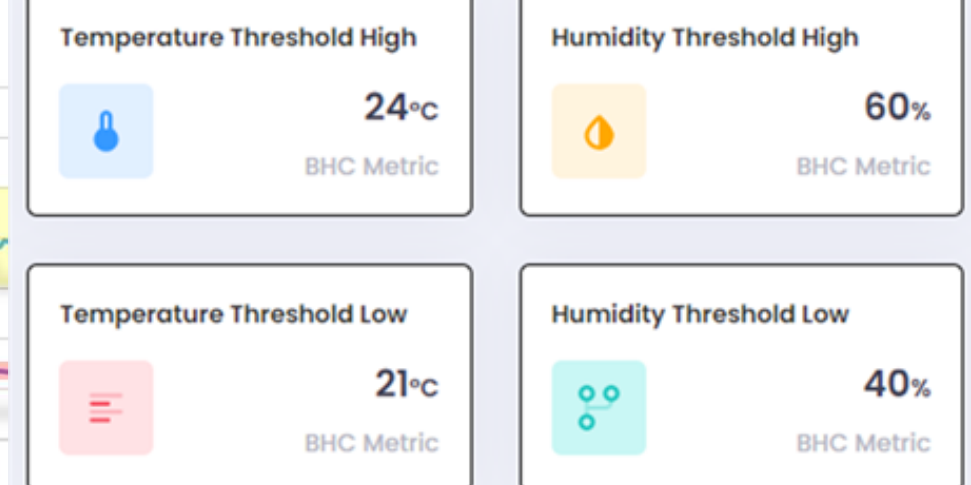 Temperature Threshold High
24°C
BHC Metric
Humidity Threshold High
60%
BHC Metric
Temperature Threshold Low
21°C
BHC Metric
Humidity Threshold Low
40%
BHC Metric